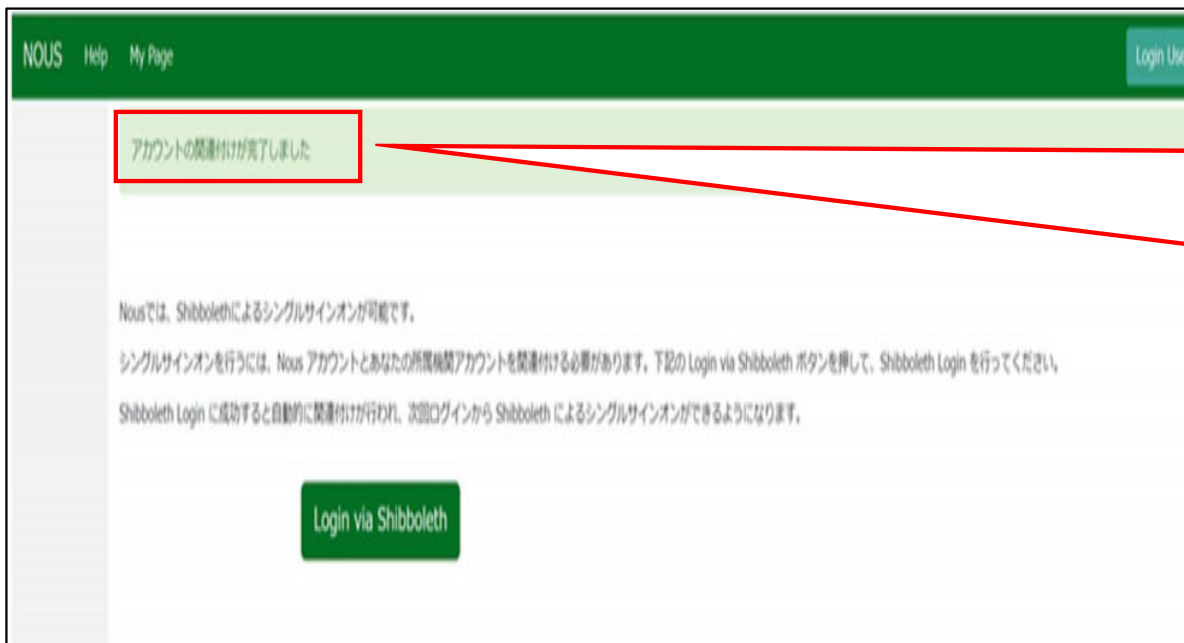 NOUS Help My Page Login Use
アカウントの関連付けが完了しました
Nousでは、Shibbolethによるシングルサインオンが可能です。
シングルサインオンを行うには、Nous アカウントとあなたの所属機関アカウントを関連付ける必要があります。下記の Login via Shibboleth ボタンを押して、Shibboleth Login を行ってください。
Shibboleth Login に成功すると自動的に関連付けが行われ、次回ログインから Shibboleth によるシングルサインオンができるようになります。
Login via Shibboleth